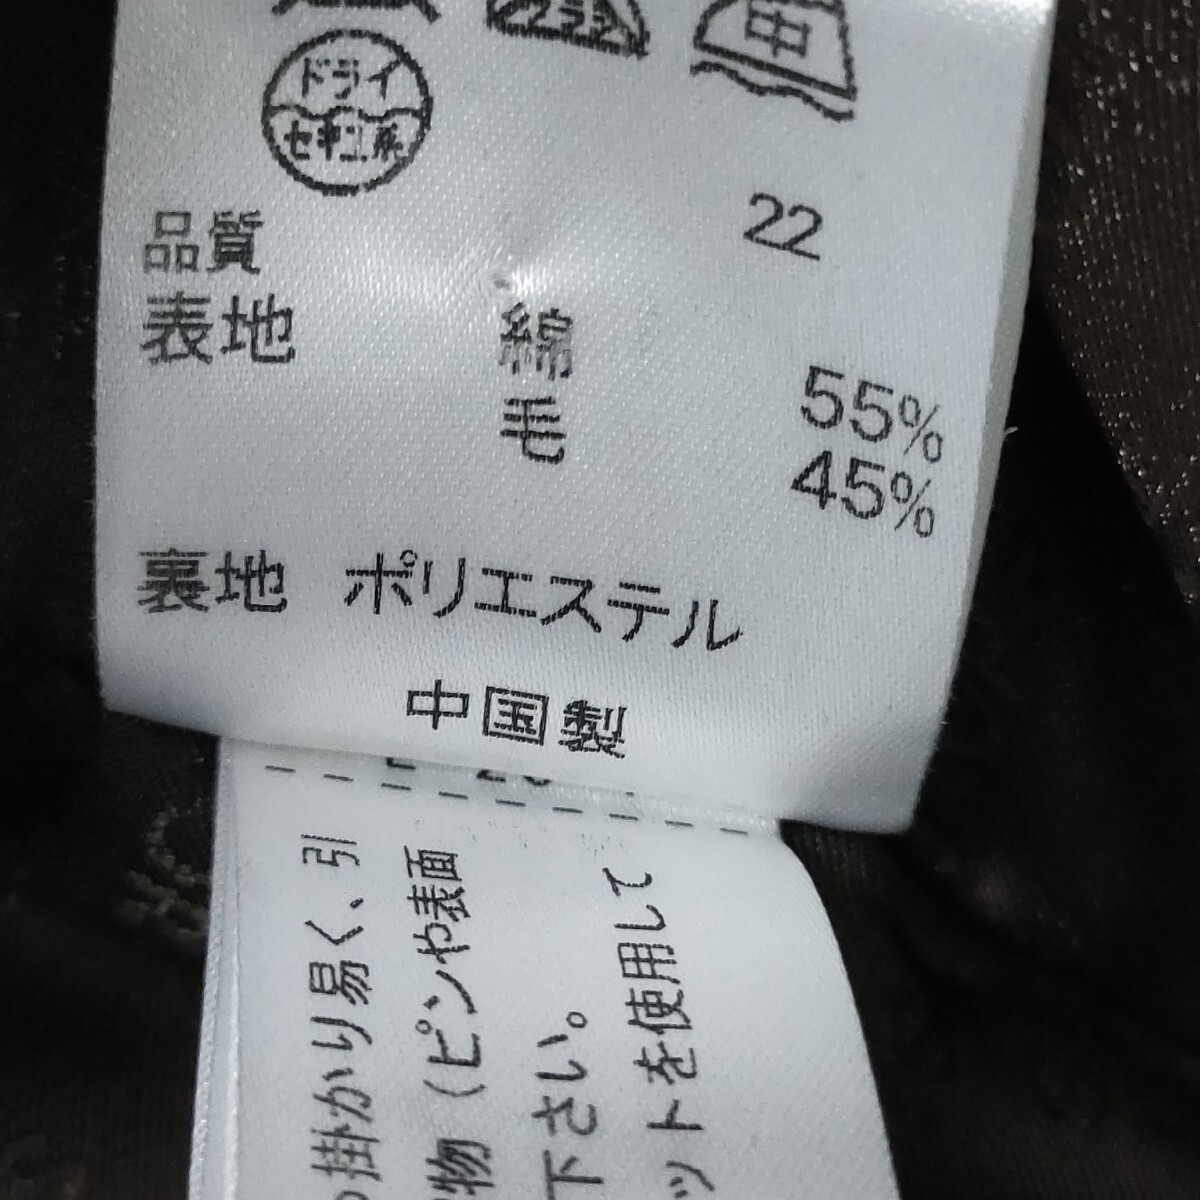 中
ドライ
セキユ系
22
品質
表地 綿 55%
毛 45%
裏地 ポリエステル
中国製
掛かり易く、引
物（ピンや表面
下さい。
ットを使用して